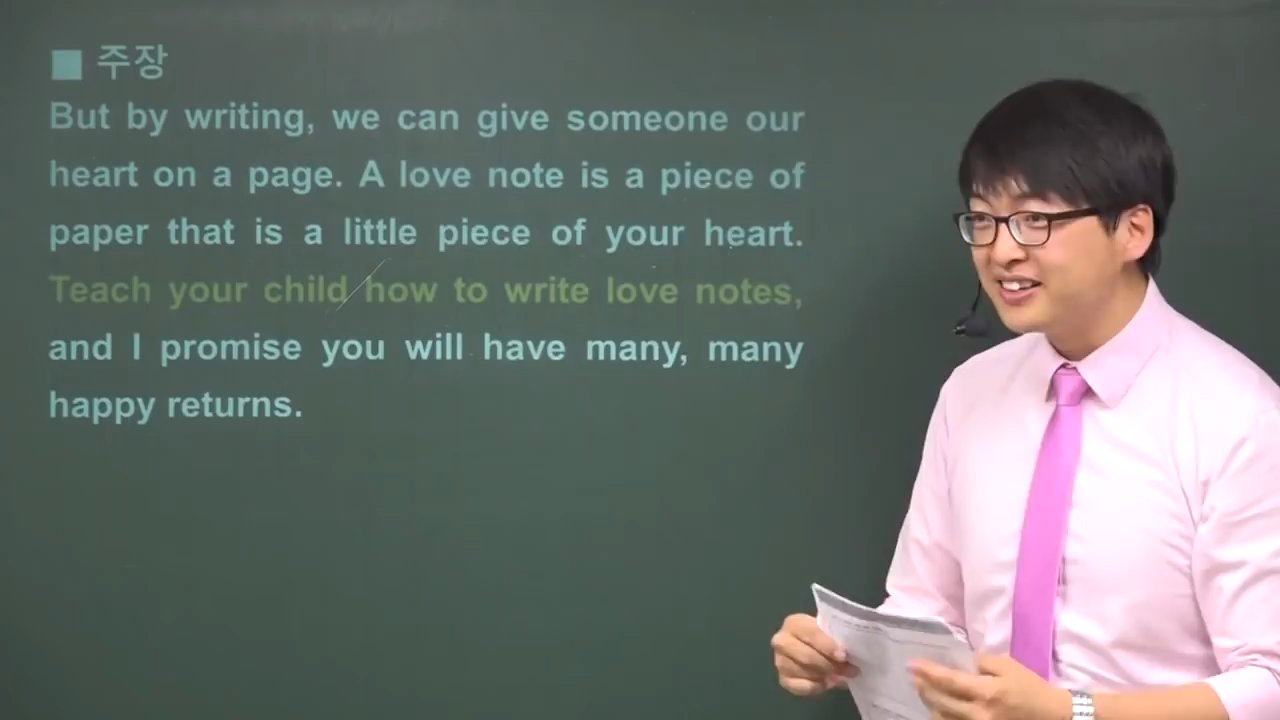 ■ 주장
But by writing, we can give someone our
heart on a page. A love note is a piece of
paper that is a little piece of your heart.
Teach your child how to write love notes,
and I promise you will have many, many
happy returns.